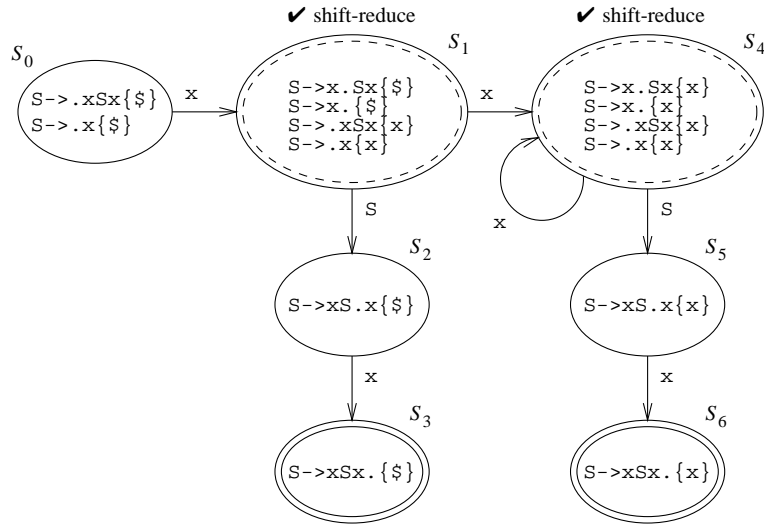 ✔ shift-reduce
✔ shift-reduce
S0
S1
S4
S->.xSx{$}
S->.x{$}
x
S->x.Sx{$}
S->x.{$}
S->.xSx{x}
S->.x{x}
x
S->x.Sx{x}
S->x.{x}
S->.xSx{x}
S->.x{x}
x
S
S
S2
S5
S->xS.x{$}
S->xS.x{x}
x
x
S3
S6
S->xSx.{$}
S->xSx.{x}